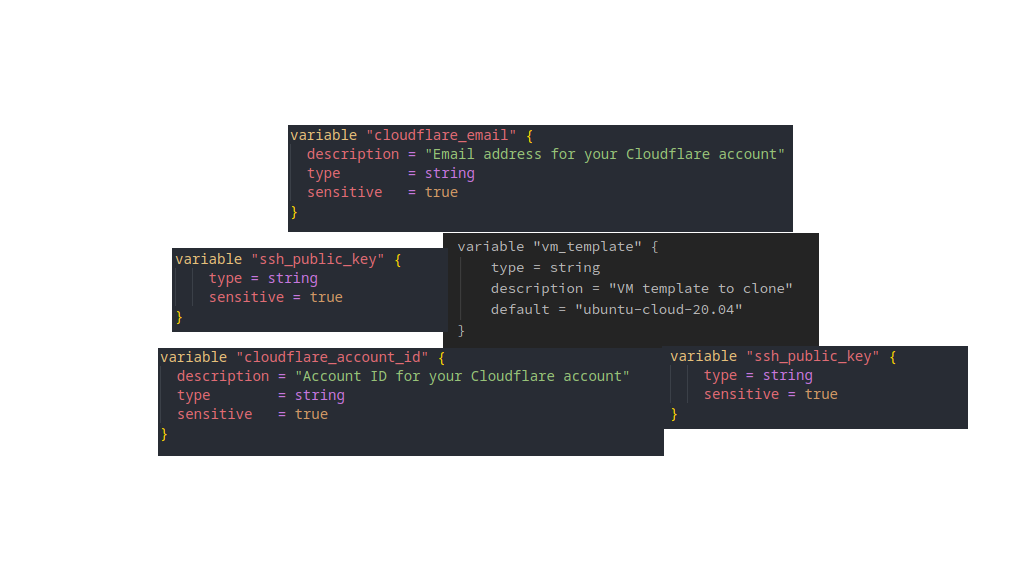 variable "cloudflare_email" {
  description = "Email address for your Cloudflare account"
  type        = string
  sensitive   = true
}
variable "ssh_public_key" {
    type = string
    sensitive = true
}
variable "vm_template" {
    type = string
    description = "VM template to clone"
    default = "ubuntu-cloud-20.04"
}
variable "cloudflare_account_id" {
  description = "Account ID for your Cloudflare account"
  type        = string
  sensitive   = true
}
variable "ssh_public_key" {
    type = string
    sensitive = true
}